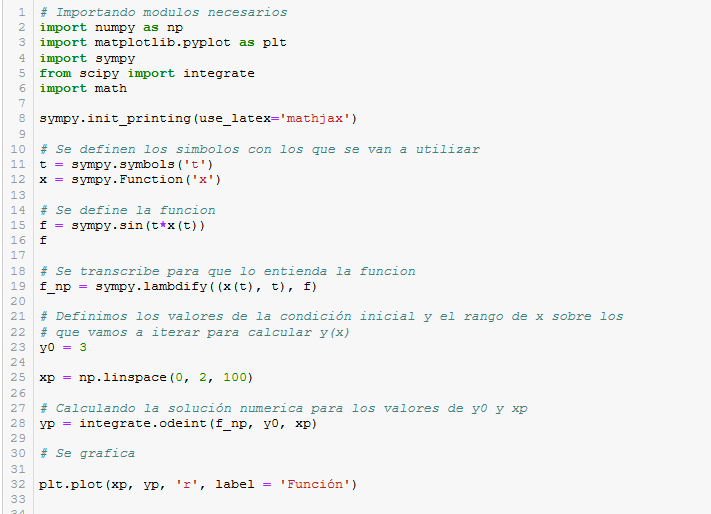 1 # Importando modulos necesarios
2 import numpy as np
3 import matplotlib.pyplot as plt
4 import sympy
5 from scipy import integrate
6 import math
7
8 sympy.init_printing(use_latex='mathjax')
9
10 # Se definen los simbolos con los que se van a utilizar
11 t = sympy.symbols('t')
12 x = sympy.Function('x')
13
14 # Se define la funcion
15 f = sympy.sin(t*x(t))
16 f
17
18 # Se transcribe para que lo entienda la funcion
19 f_np = sympy.lambdify((x(t), t), f)
20
21 # Definimos los valores de la condición inicial y el rango de x sobre los
22 # que vamos a iterar para calcular y(x)
23 y0 = 3
24
25 xp = np.linspace(0, 2, 100)
26
27 # Calculando la solución numerica para los valores de y0 y xp
28 yp = integrate.odeint(f_np, y0, xp)
29
30 # Se grafica
31
32 plt.plot(xp, yp, 'r', label = 'Función')
33